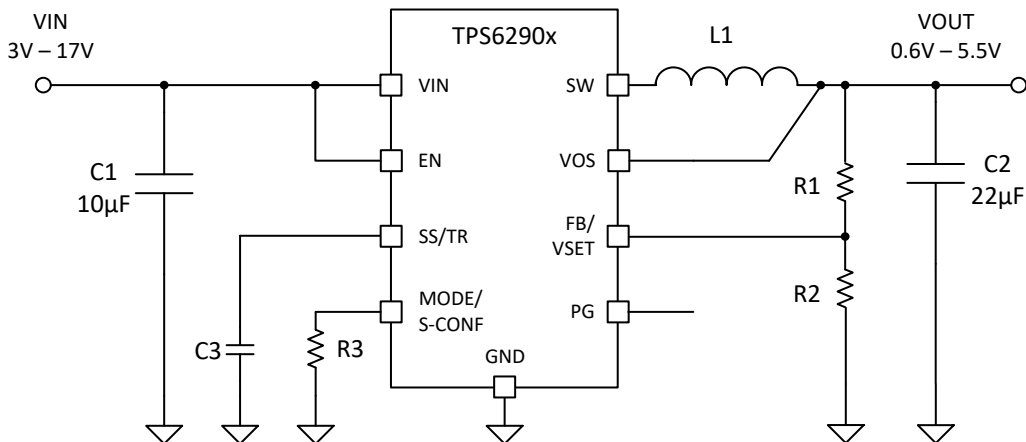 VIN
3V – 17V
TPS6290x
L1
VOUT
0.6V – 5.5V
VIN
SW
EN
VOS
C1
10µF
R1
C2
22µF
SS/TR
FB/
VSET
MODE/
S-CONF
R2
PG
C3
R3
GND